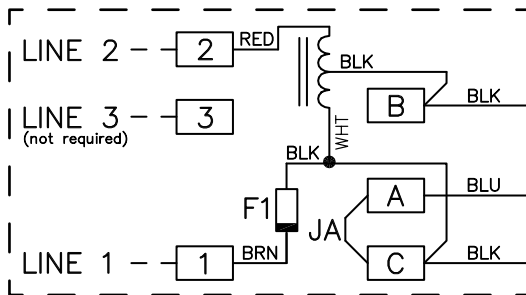 LINE 2
2
RED
BLK
B
BLK
LINE 3
(not required)
3
WHT
BLK
F1
A
BLU
JA
LINE 1
1
BRN
C
BLK